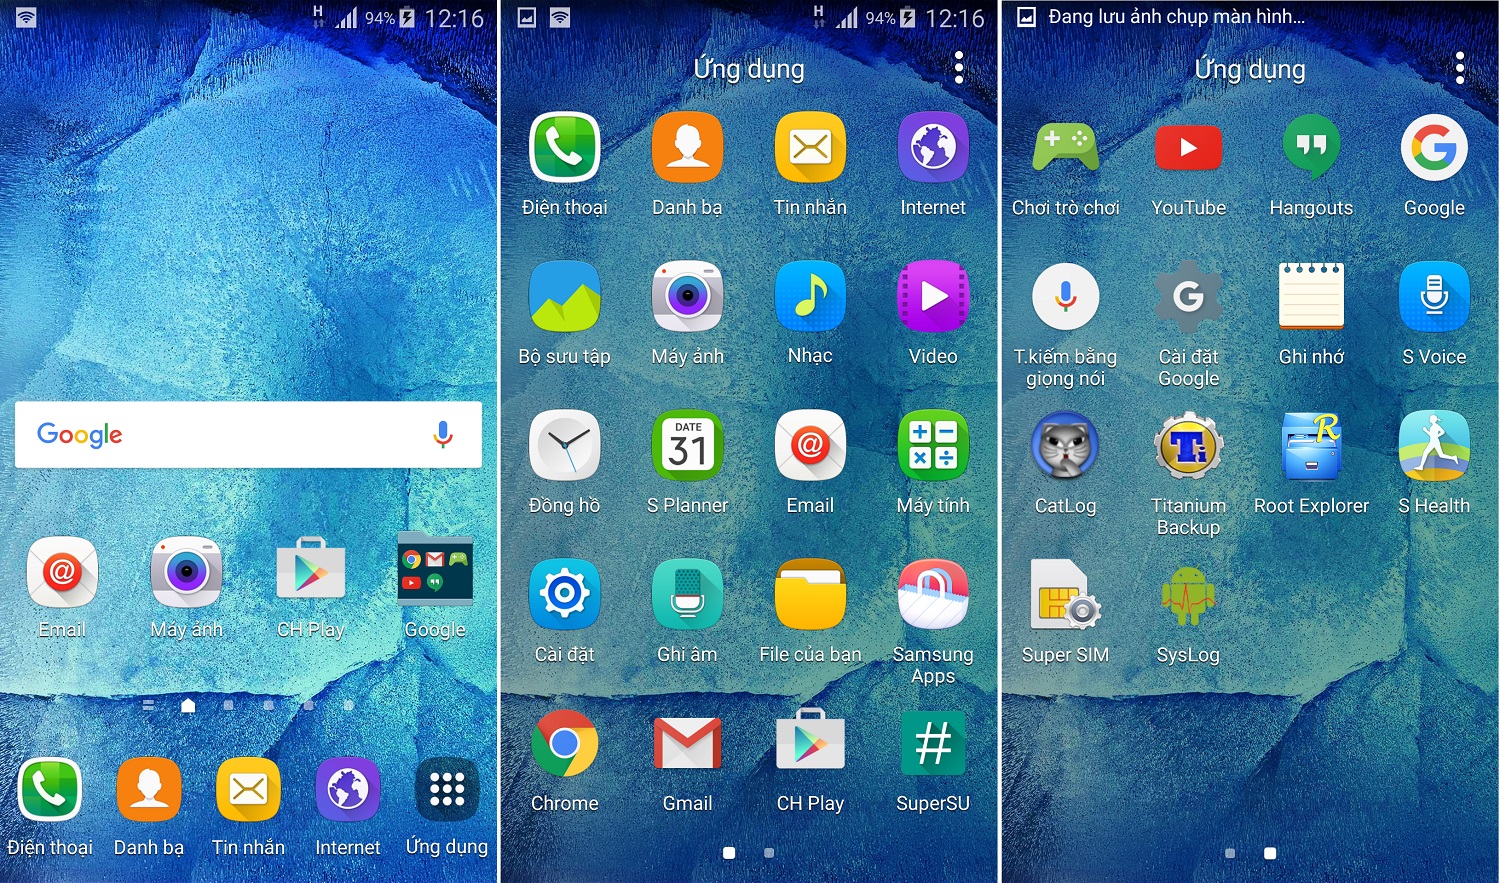 H 94% 12:16
Google
Email Máy ảnh CH Play Google
Điện thoại Danh bạ Tin nhắn Internet Ứng dụng
H 94% 12:16
Ứng dụng
Điện thoại Danh bạ Tin nhắn Internet
Bộ sưu tập Máy ảnh Nhạc Video
DATE
31
Đồng hồ S Planner Email Máy tính
Cài đặt Ghi âm File của bạn Samsung
Apps
#
Chrome Gmail CH Play SuperSU
Đang lưu ảnh chụp màn hình...
Ứng dụng
G
Chơi trò chơi YouTube Hangouts Google
G
T.kiếm bằng Cài đặt Ghi nhớ S Voice
giọng nói Google
Ti R
CatLog Titanium Root Explorer S Health
Backup
Super SIM SysLog